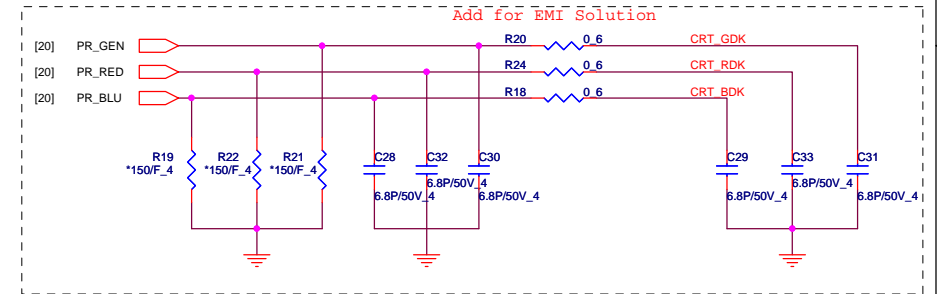 Add for EMI Solution
[20] PR_GEN R20 0_6 CRT_GDK
[20] PR_RED R24 0_6 CRT_RDK
[20] PR_BLU R18 0_6 CRT_BDK
R19 R22 R21 C28 C32 C30 C29 C33 C31
*150/F_4 *150/F_4 *150/F_4
6.8P/50V_4 6.8P/50V_4
6.8P/50V_4 6.8P/50V_4 6.8P/50V_4 6.8P/50V_4